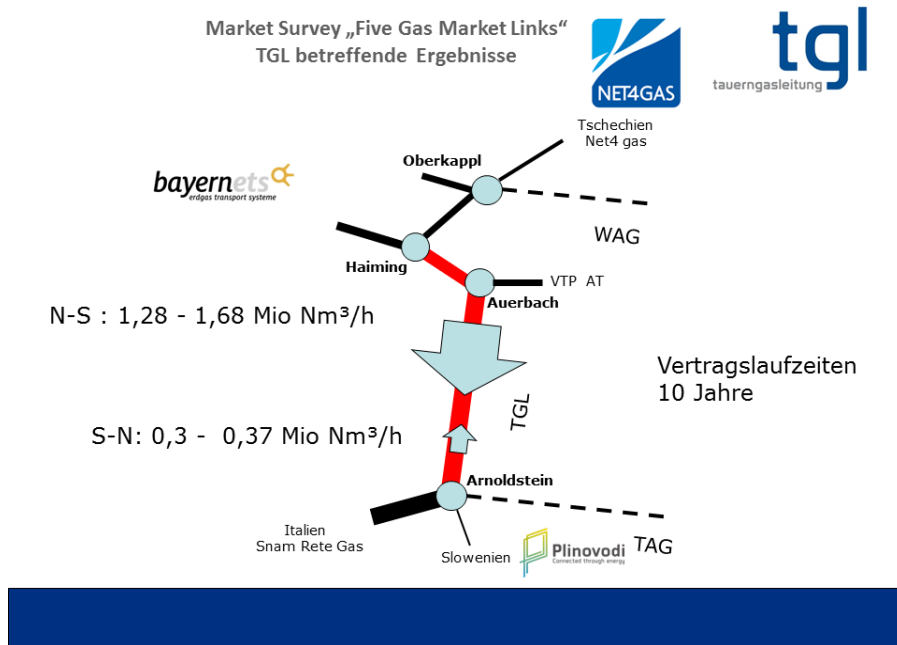 Market Survey „Five Gas Market Links“
TGL betreffende Ergebnisse
NET4GAS
tgl
tauerngasleitung
Tschechien
Net4 gas
Oberkappl
bayernets
erdgas transport systeme
WAG
Haiming
VTP AT
Auerbach
N-S : 1,28 - 1,68 Mio Nm³/h
Vertragslaufzeiten
10 Jahre
TGL
S-N: 0,3 - 0,37 Mio Nm³/h
Arnoldstein
Italien
Snam Rete Gas
Slowenien
Plinovodi
Connected through energy
TAG